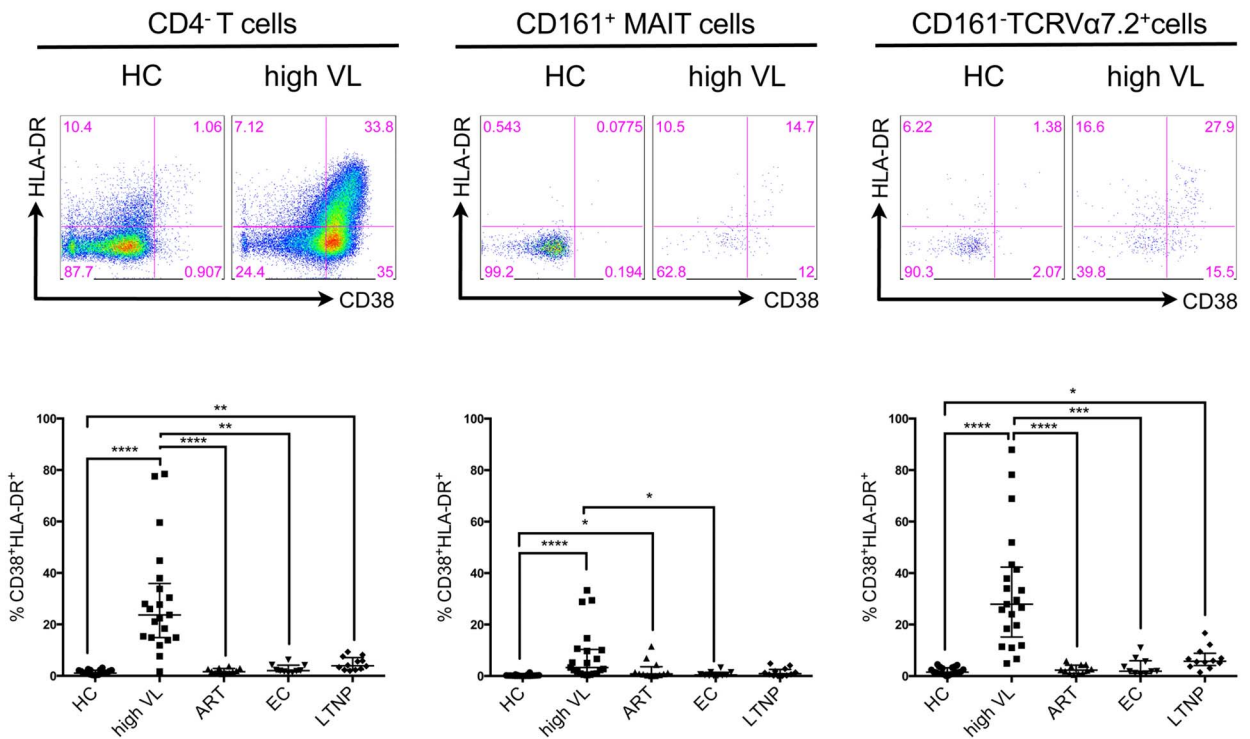 CD4⁻ T cells
HC high VL
HLA-DR
10.4 1.06 7.12 33.8
87.7 0.907 24.4 35
CD38
CD161⁺ MAIT cells
HC high VL
HLA-DR
0.543 0.0775 10.5 14.7
99.2 0.194 62.8 12
CD38
CD161⁻TCRVα7.2⁺cells
HC high VL
HLA-DR
6.22 1.38 16.6 27.9
90.3 2.07 39.8 15.5
CD38
% CD38⁺HLA-DR⁺
100
80
60
40
20
0
**
**
**** ****
HC high VL ART EC LTNP
% CD38⁺HLA-DR⁺
100
80
60
40
20
0
*
*
****
HC high VL ART EC LTNP
% CD38⁺HLA-DR⁺
100
80
60
40
20
0
*
***
**** ****
HC high VL ART EC LTNP